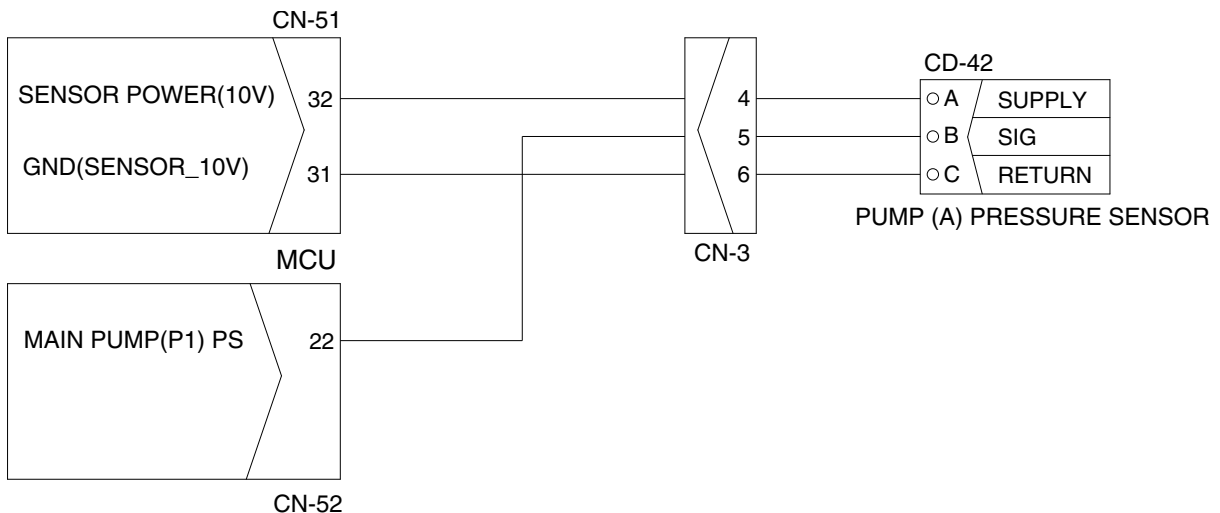 CN-51
SENSOR POWER(10V)
32
GND(SENSOR_10V)
31
MCU
MAIN PUMP(P1) PS
22
CN-52
4
5
6
CN-3
CD-42
A SUPPLY
B SIG
C RETURN
PUMP (A) PRESSURE SENSOR